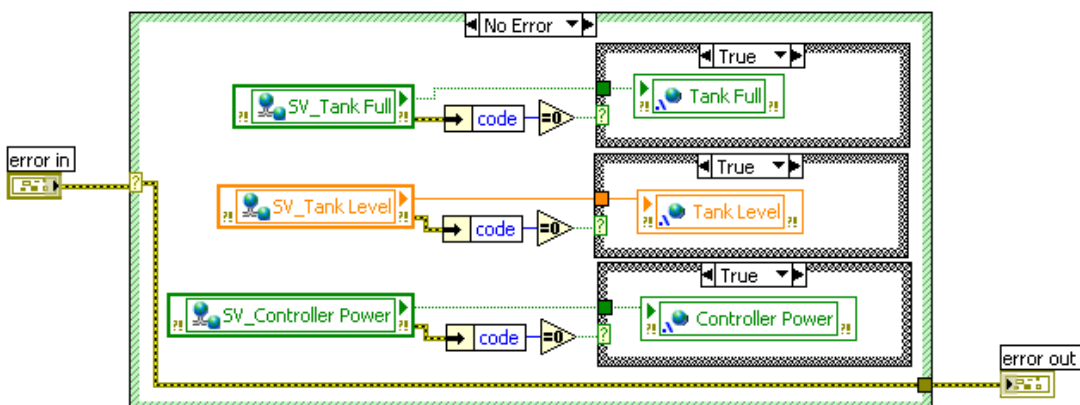 No Error
True
SV_Tank Full
Tank Full
code
=0
?
error in
?
True
SV_Tank Level
Tank Level
code
=0
?
True
SV_Controller Power
Controller Power
code
=0
?
error out